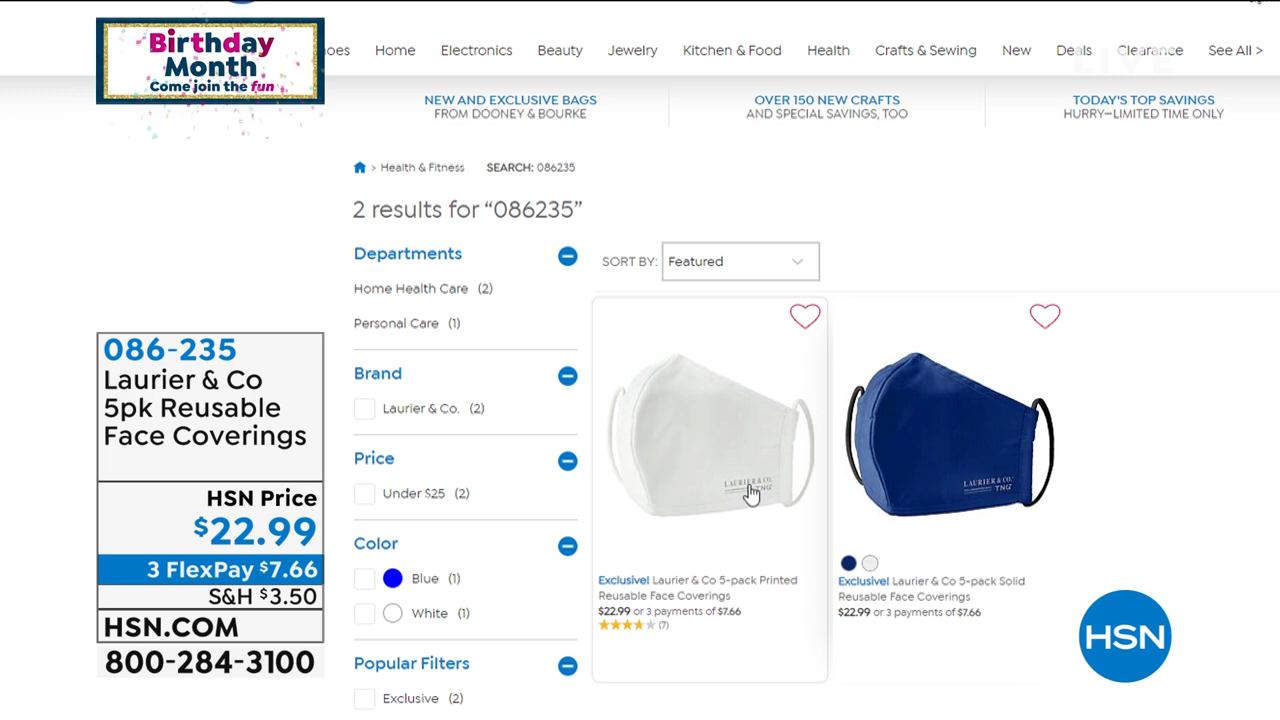 Birthday
Month
Come join the fun
oes Home Electronics Beauty Jewelry Kitchen & Food Health Crafts & Sewing New Deals Clearance See All >
LIVE
NEW AND EXCLUSIVE BAGS
FROM DOONEY & BOURKE
OVER 150 NEW CRAFTS
AND SPECIAL SAVINGS, TOO
TODAY'S TOP SAVINGS
HURRY—LIMITED TIME ONLY
> Health & Fitness SEARCH: 086235
2 results for “086235”
Departments
Home Health Care (2)
Personal Care (1)
Brand
Laurier & Co. (2)
Price
Under $25 (2)
Color
Blue (1)
White (1)
Popular Filters
Exclusive (2)
SORT BY: Featured
LAURIER & CO.
TNG
Exclusive! Laurier & Co 5-pack Printed
Reusable Face Coverings
$22.99 or 3 payments of $7.66
(7)
LAURIER & CO.
TNG
Exclusive! Laurier & Co 5-pack Solid
Reusable Face Coverings
$22.99 or 3 payments of $7.66
086-235
Laurier & Co
5pk Reusable
Face Coverings
HSN Price
$22.99
3 FlexPay $7.66
S&H $3.50
HSN.COM
800-284-3100
HSN